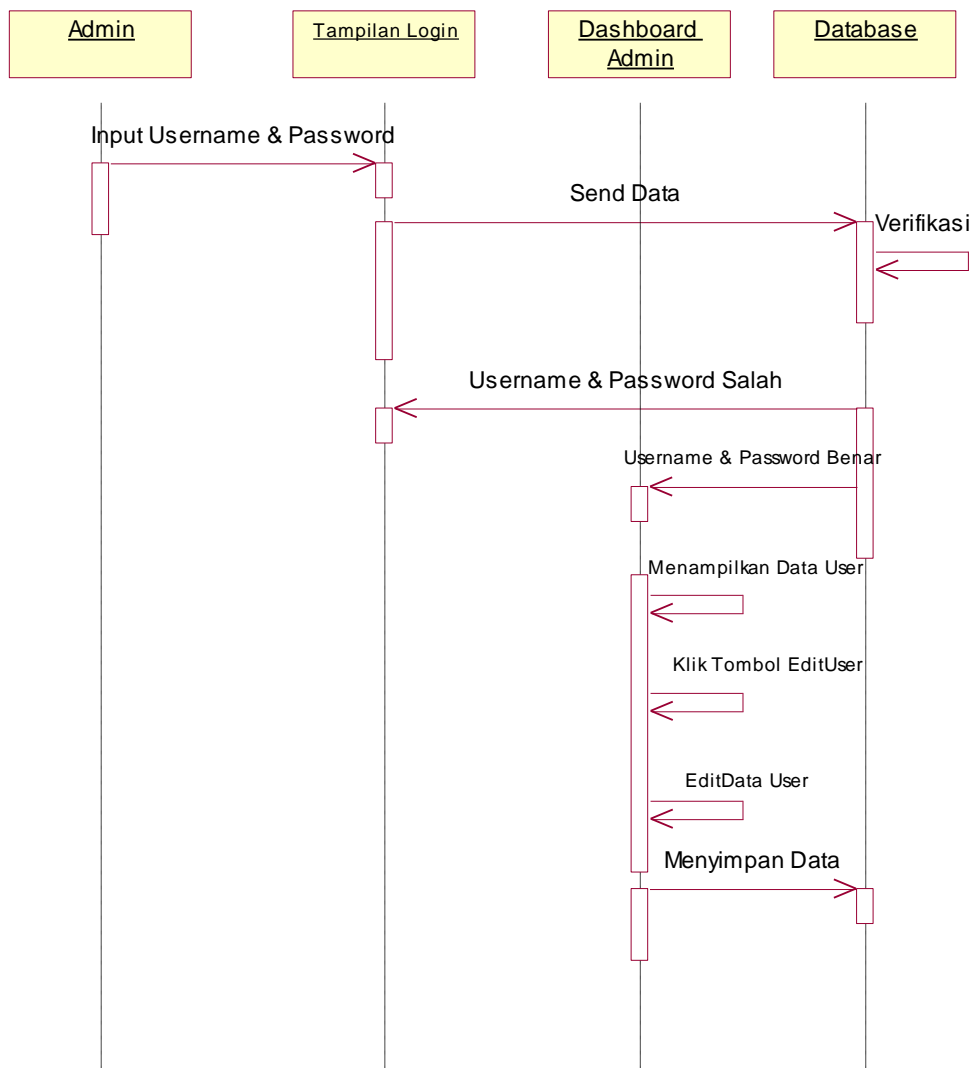 Admin
Tampilan Login
Dashboard
Admin
Database
Input Username & Password
Send Data
Verifikasi
Username & Password Salah
Username & Password Benar
Menampilkan Data User
Klik Tombol EditUser
EditData User
Menyimpan Data